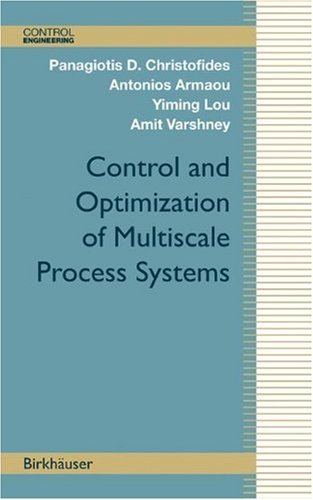 CONTROL
ENGINEERING
Panagiotis D. Christofides
Antonios Armaou
Yiming Lou
Amit Varshney
Control and
Optimization
of Multiscale
Process Systems
Birkhäuser